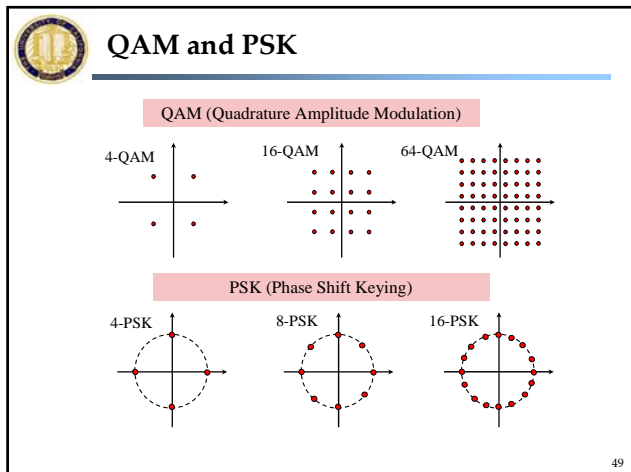 QAM and PSK
QAM (Quadrature Amplitude Modulation)
4-QAM
16-QAM
64-QAM
PSK (Phase Shift Keying)
4-PSK
8-PSK
16-PSK
49